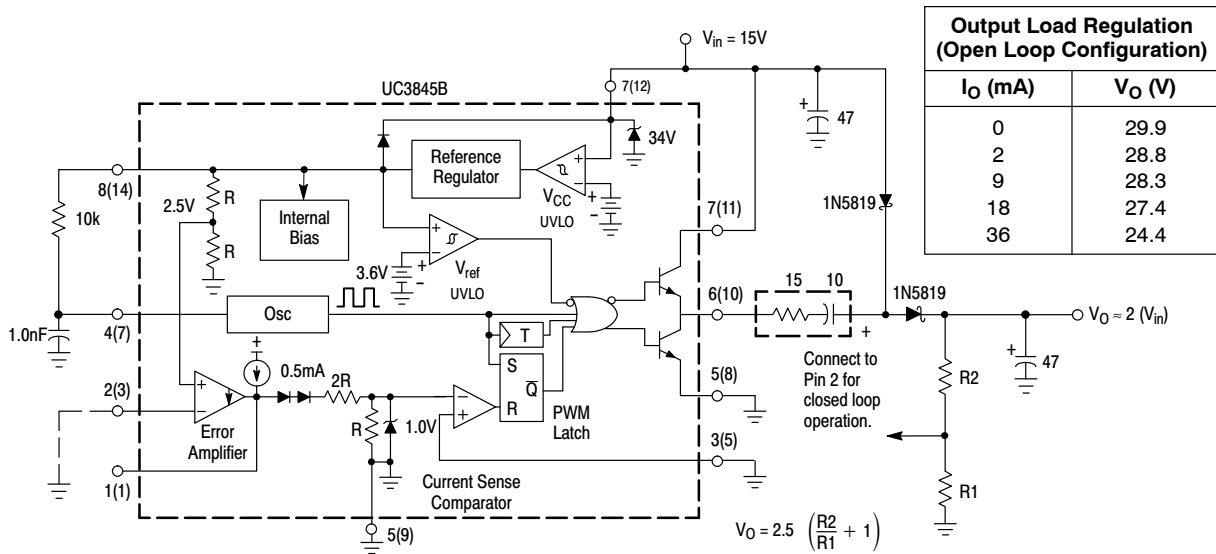 V_in = 15V
Output Load Regulation
(Open Loop Configuration)
I_O (mA) V_O (V)
0 29.9
2 28.8
9 28.3
18 27.4
36 24.4
UC3845B
7(12)
34V
+
47
8(14)
R
Reference
Regulator
+
−
V_CC
UVLO
+
-
1N5819
2.5V
10k
Internal
Bias
R
7(11)
+
−
V_ref
UVLO
3.6V
+
-
15 10
1N5819
6(10)
+
V_O ≈ 2 (V_in)
Osc
T
4(7)
1.0nF
+
0.5mA
2R
S
Q
R
PWM
Latch
Connect to
Pin 2 for
closed loop
operation.
5(8)
R2
+
47
2(3)
+
−
Error
Amplifier
R
1.0V
−
+
3(5)
1(1)
Current Sense
Comparator
R1
5(9)
V_O = 2.5 (R2/R1 + 1)